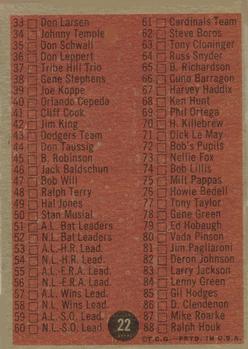 33 Don Larsen
34 Johnny Temple
35 Don Schwall
36 Don Leppert
37 Tribe Hill Trio
38 Gene Stephens
39 Joe Koppe
40 Orlando Cepeda
41 Cliff Cook
42 Jim King
43 Dodgers Team
44 Don Taussig
45 B. Robinson
46 Jack Baldschun
47 Bob Will
48 Ralph Terry
49 Hal Jones
50 Stan Musial
51 A.L. Bat Leaders
52 N.L. Bat Leaders
53 A.L.-H.R. Lead.
54 N.L.-H.R. Lead.
55 A.L.-E.R.A. Lead.
56 N.L.-E.R.A. Lead.
57 A.L. Wins Lead.
58 N.L. Wins Lead.
59 A.L.-S.O. Lead.
60 N.L.-S.O. Lead.
61 Cardinals Team
62 Steve Boros
63 Tony Cloninger
64 Russ Snyder
65 B. Richardson
66 Cuno Barragon
67 Harvey Haddix
68 Ken Hunt
69 Phil Ortega
70 H. Killebrew
71 Dick Le May
72 Bob's Pupils
73 Nellie Fox
74 Bob Lillis
75 Milt Pappas
76 Howie Bedell
77 Tony Taylor
78 Gene Green
79 Ed Hobaugh
80 Vada Pinson
81 Jim Pagliaroni
82 Deron Johnson
83 Larry Jackson
84 Lenny Green
85 Gil Hodges
86 D. Clendenon
87 Mike Roarke
88 Ralph Houk
22
©T.C.G. PRTD. IN U.S.A.